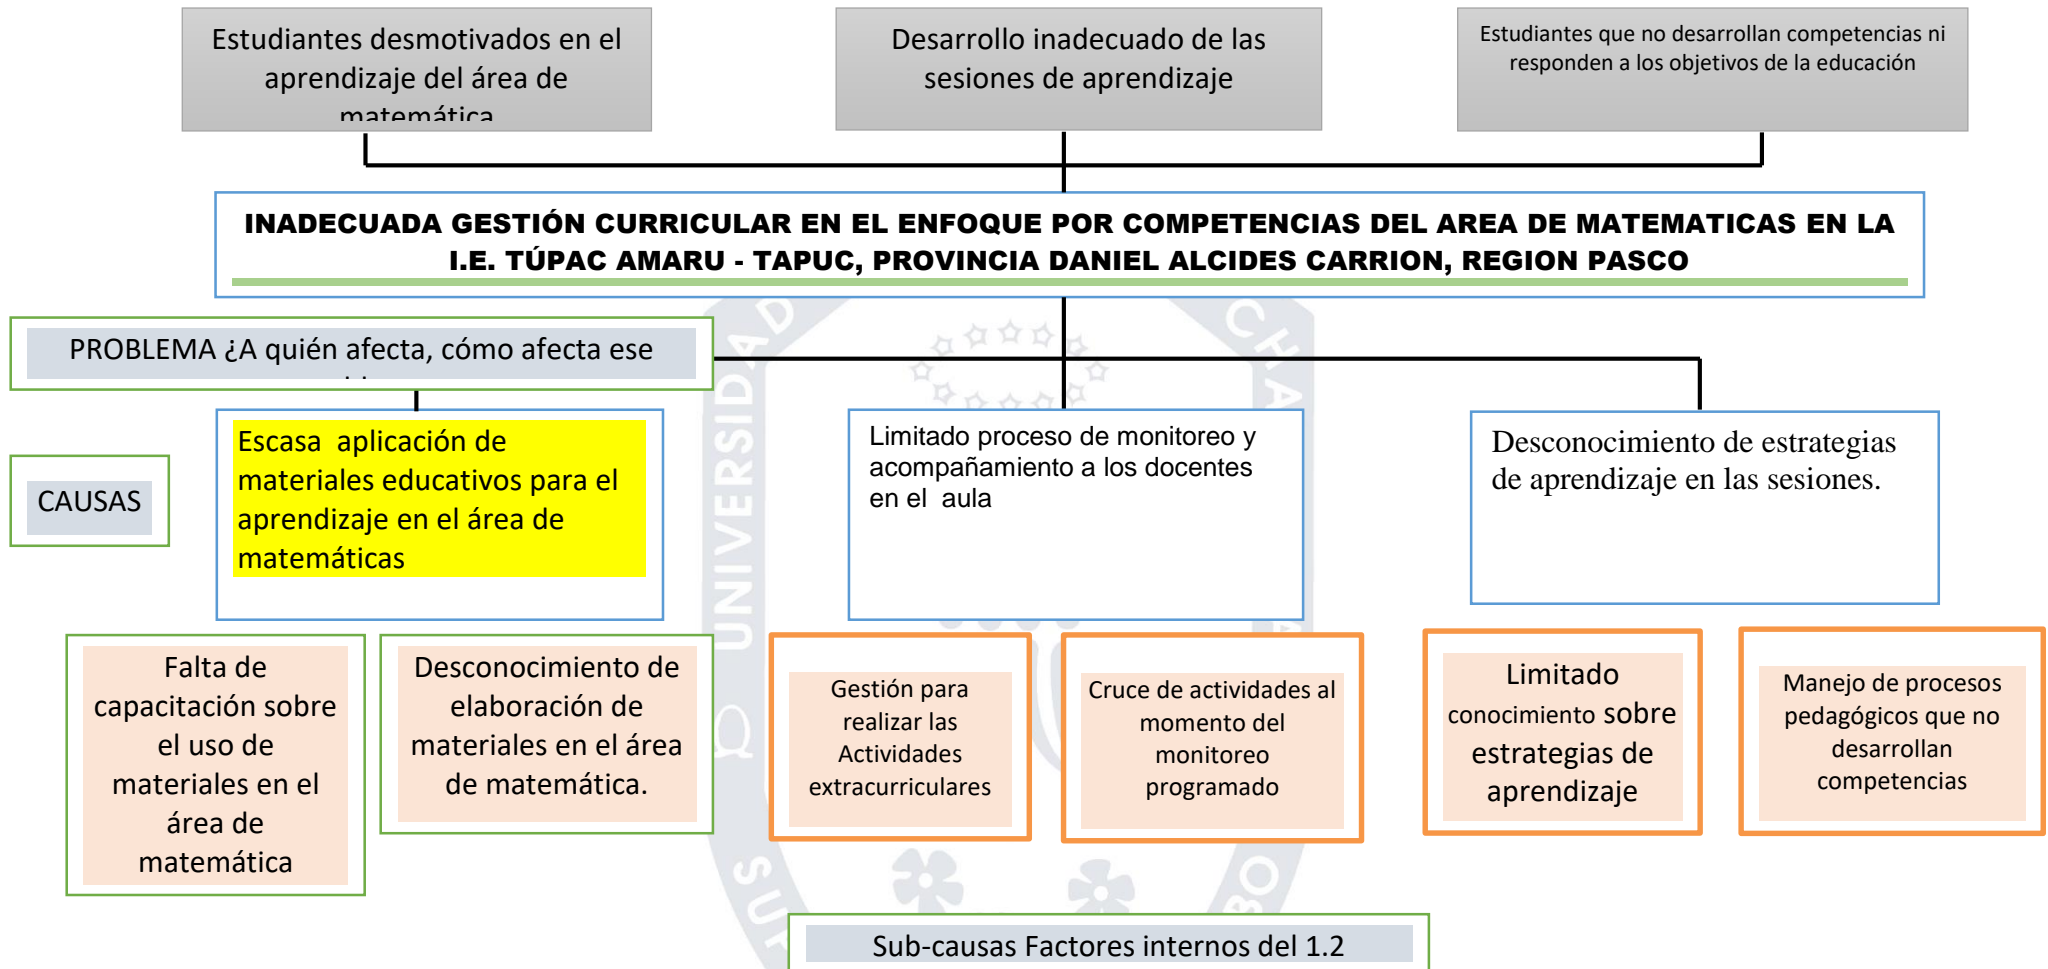 Estudiantes desmotivados en el
aprendizaje del área de
matemática
Desarrollo inadecuado de las
sesiones de aprendizaje
Estudiantes que no desarrollan competencias ni
responden a los objetivos de la educación
INADECUADA GESTIÓN CURRICULAR EN EL ENFOQUE POR COMPETENCIAS DEL AREA DE MATEMATICAS EN LA
I.E. TÚPAC AMARU - TAPUC, PROVINCIA DANIEL ALCIDES CARRION, REGION PASCO
PROBLEMA ¿A quién afecta, cómo afecta ese
CAUSAS
Escasa aplicación de
materiales educativos para el
aprendizaje en el área de
matemáticas
Limitado proceso de monitoreo y
acompañamiento a los docentes
en el aula
Desconocimiento de estrategias
de aprendizaje en las sesiones.
Falta de
capacitación sobre
el uso de
materiales en el
área de
matemática
Desconocimiento de
elaboración de
materiales en el área
de matemática.
Gestión para
realizar las
Actividades
extracurriculares
Cruce de actividades al
momento del
monitoreo
programado
Limitado
conocimiento sobre
estrategias de
aprendizaje
Manejo de procesos
pedagógicos que no
desarrollan
competencias
Sub-causas Factores internos del 1.2
UNIVERSIDAD